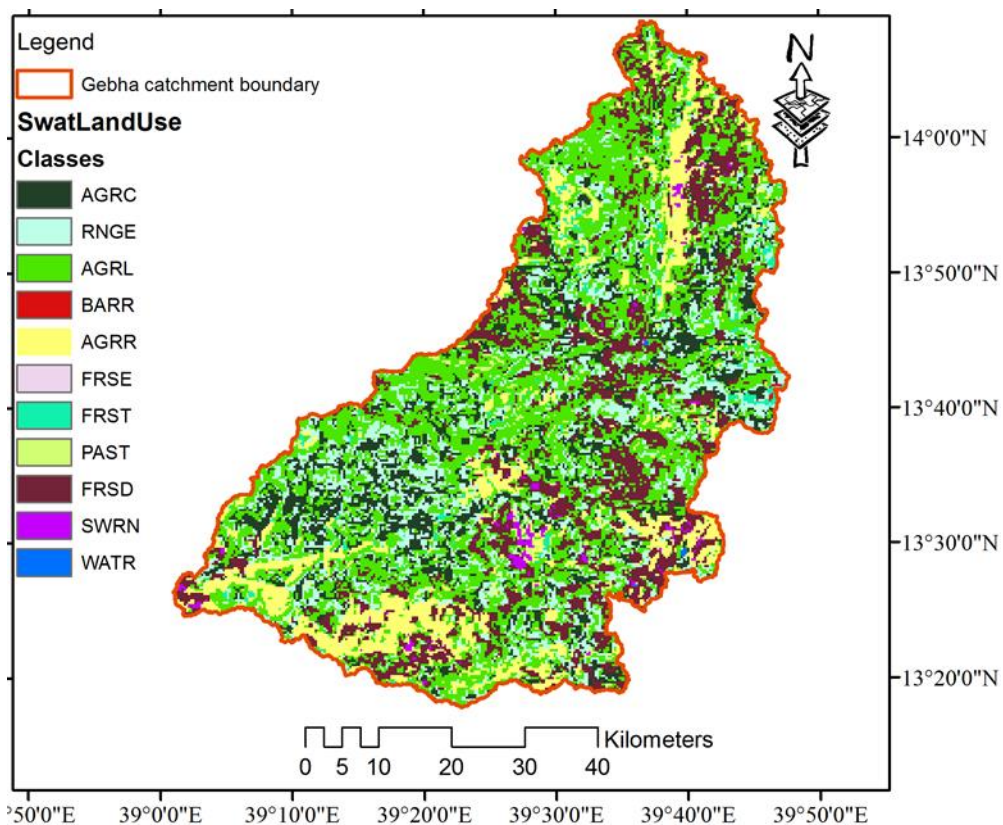 Legend
Gebha catchment boundary
SwatLandUse
Classes
AGRC
RNGE
AGRL
BARR
AGRR
FRSE
FRST
PAST
FRSD
SWRN
WATR
N
14°0'0"N
13°50'0"N
13°40'0"N
13°30'0"N
13°20'0"N
Kilometers
0 5 10 20 30 40
°50'0"E 39°0'0"E 39°10'0"E 39°20'0"E 39°30'0"E 39°40'0"E 39°50'0"E